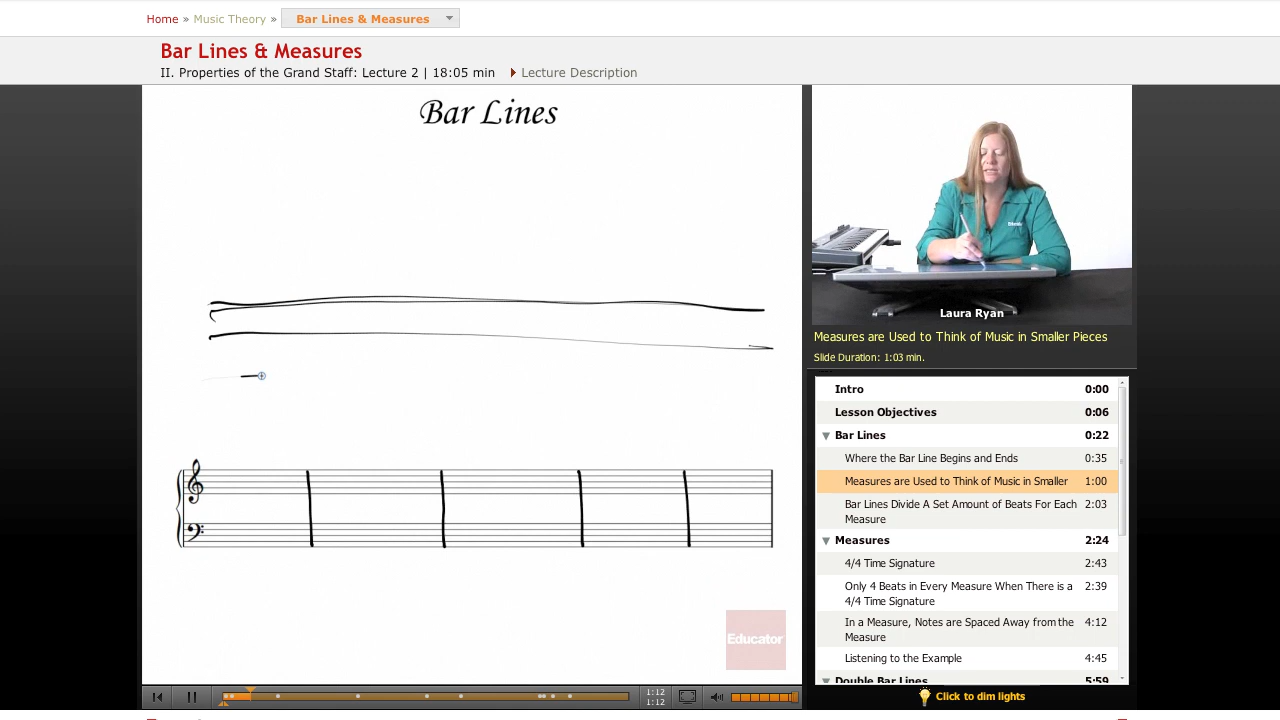 Home » Music Theory » Bar Lines & Measures
Bar Lines & Measures
II. Properties of the Grand Staff: Lecture 2 | 18:05 min Lecture Description
Bar Lines
Laura Ryan
Measures are Used to Think of Music in Smaller Pieces
Slide Duration: 1:03 min.
Intro 0:00
Lesson Objectives 0:06
Bar Lines 0:22
Where the Bar Line Begins and Ends 0:35
Measures are Used to Think of Music in Smaller 1:00
Bar Lines Divide A Set Amount of Beats For Each 2:03
Measure
Measures 2:24
4/4 Time Signature 2:43
Only 4 Beats in Every Measure When There is a 2:39
4/4 Time Signature
In a Measure, Notes are Spaced Away from the 4:12
Measure
Listening to the Example 4:45
Double Bar Lines 5:59
Educator
1:12
1:12
Click to dim lights